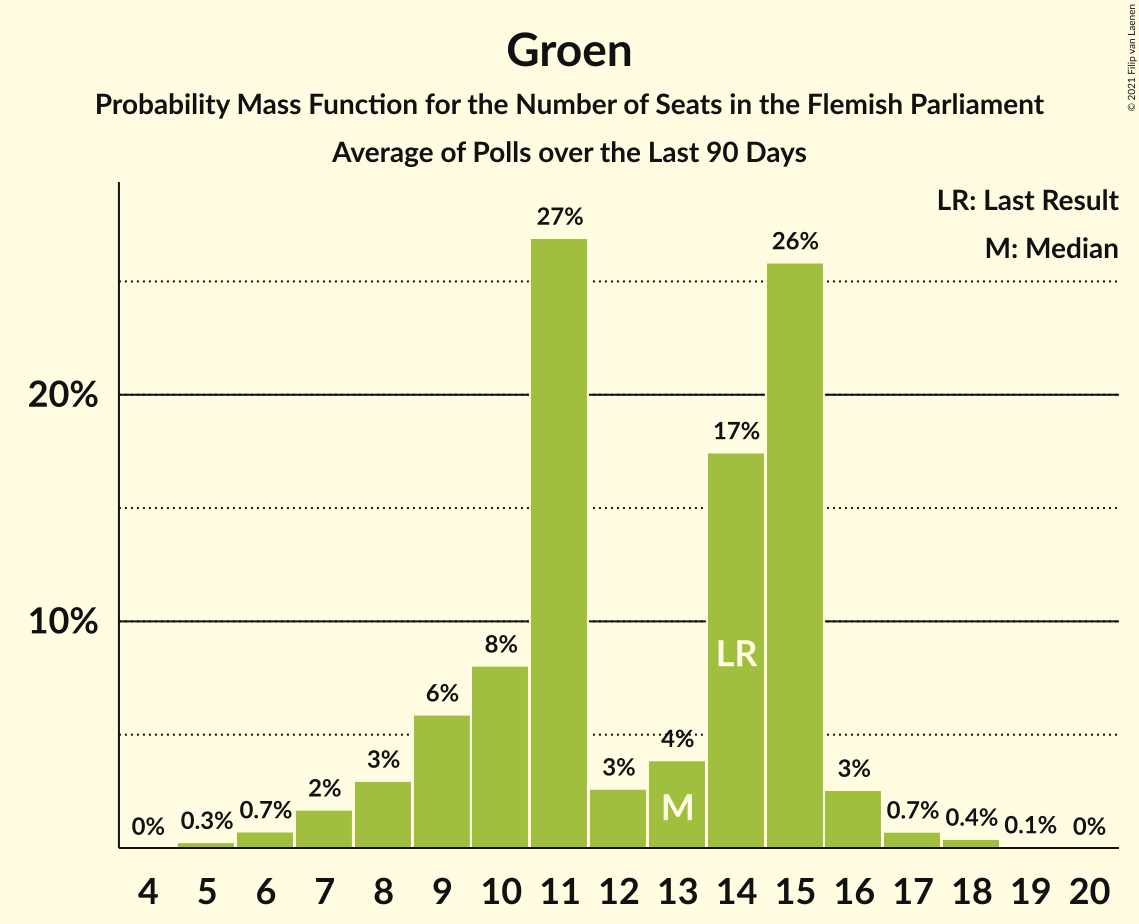 Groen
Probability Mass Function for the Number of Seats in the Flemish Parliament
Average of Polls over the Last 90 Days
© 2021 Filip van Laenen
LR: Last Result
M: Median
20%
10%
0%
0.3%
0.7%
2%
3%
6%
8%
27%
3%
4%
17%
26%
3%
0.7%
0.4%
0.1%
0%
LR
M
4 5 6 7 8 9 10 11 12 13 14 15 16 17 18 19 20